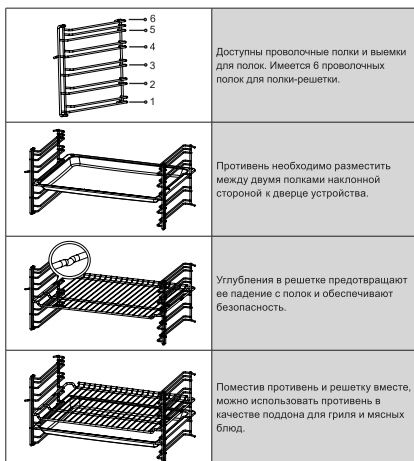 6
5
4
3
2
1
Доступны проволочные полки и выемки
для полок. Имеется 6 проволочных
полок для полки-решетки.
Противень необходимо разместить
между двумя полками наклонной
стороной к дверце устройства.
Углубления в решетке предотвращают
ее падение с полок и обеспечивают
безопасность.
Поместив противень и решетку вместе,
можно использовать противень в
качестве поддона для гриля и мясных
блюд.